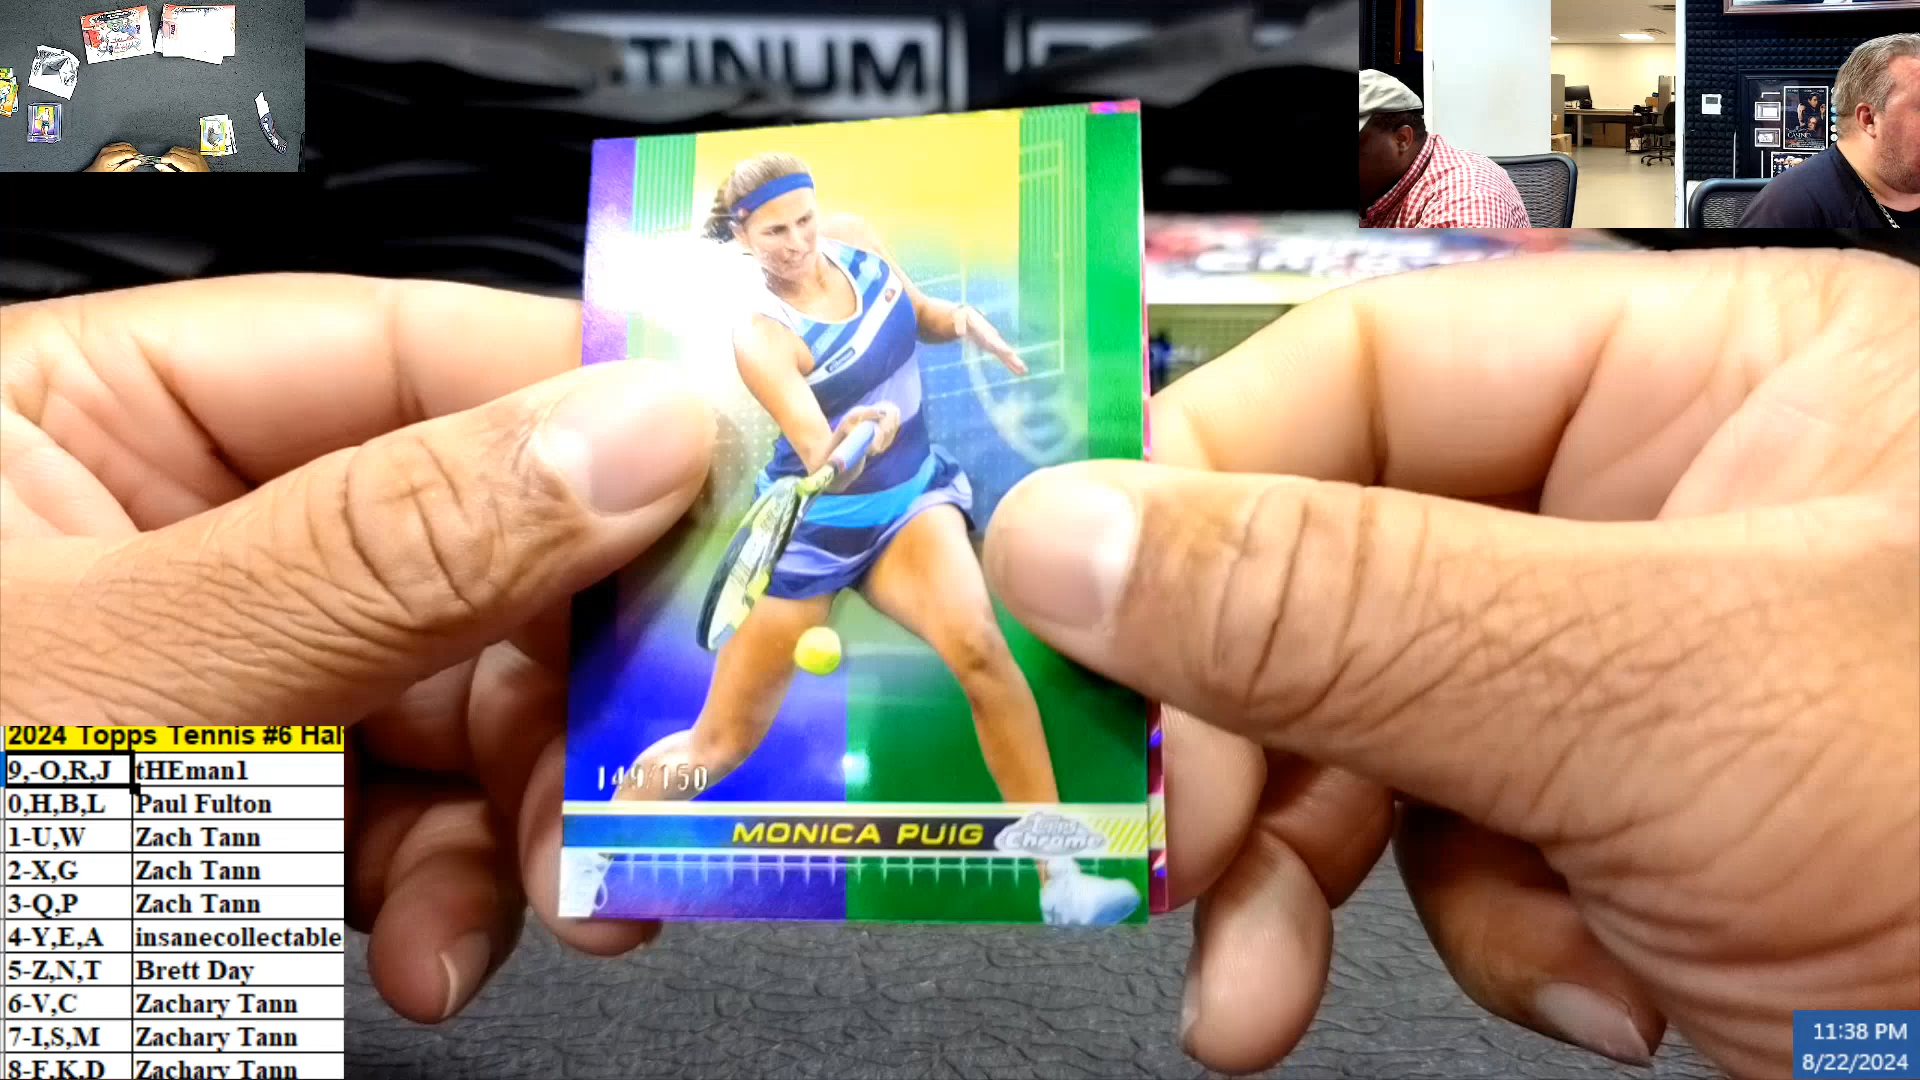 TINUM
149/150
MONICA PUIG
Topps
Chrome
2024 Topps Tennis #6 Hal
9,-O,R,J tHEman1
0,H,B,L Paul Fulton
1-U,W Zach Tann
2-X,G Zach Tann
3-Q,P Zach Tann
4-Y,E,A insanecollectable
5-Z,N,T Brett Day
6-V,C Zachary Tann
7-I,S,M Zachary Tann
8-F,K,D Zachary Tann
11:38 PM
8/22/2024